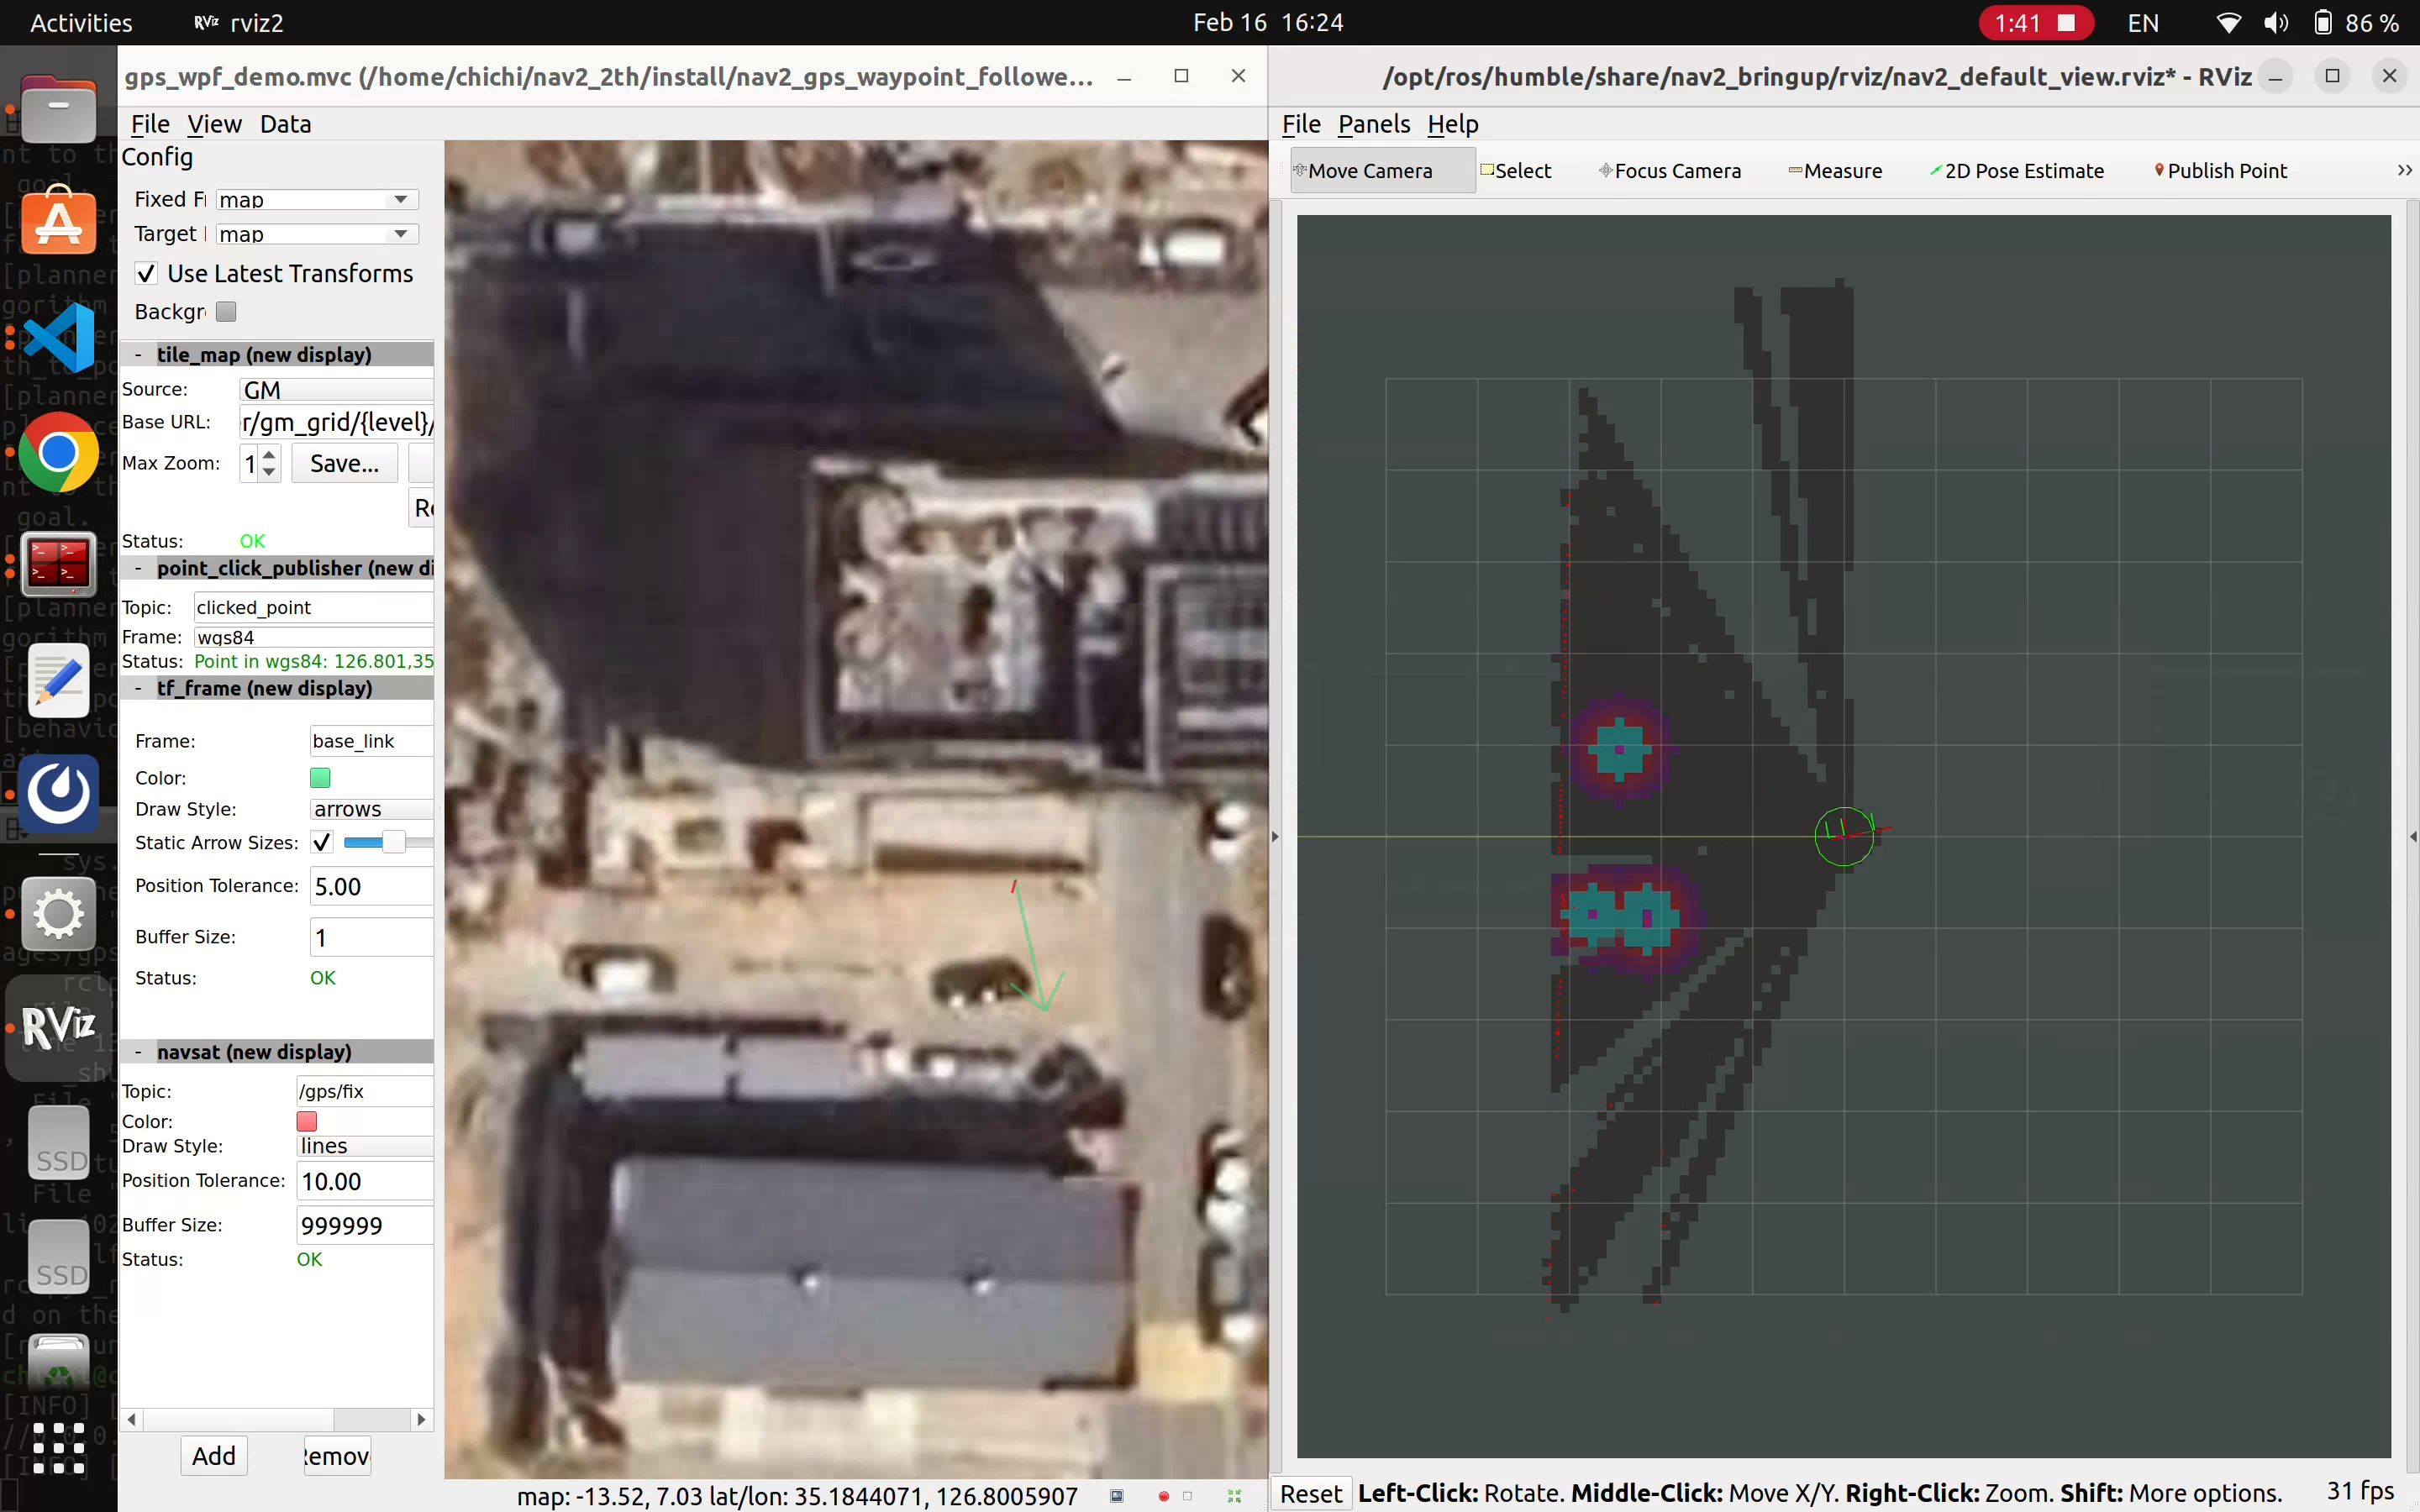 Activities
RViz rviz2
Feb 16 16:24
1:41
EN
86 %
gps_wpf_demo.mvc (/home/chichi/nav2_2th/install/nav2_gps_waypoint_followe...
File View Data
Config
map
map
Use Latest Transforms
- tile_map (new display)
Source: GM
Base URL: r/gm_grid/{level}/
Max Zoom: 1 Save...
Status: OK
- point_click_publisher (new di
Topic: clicked_point
Frame: wgs84
Status: Point in wgs84: 126.801,35
- tf_frame (new display)
Frame: base_link
Color:
Draw Style: arrows
Static Arrow Sizes:
Position Tolerance: 5.00
Buffer Size: 1
Status: OK
- navsat (new display)
Topic: /gps/fix
Color:
Draw Style: lines
Position Tolerance: 10.00
Buffer Size: 999999
Status: OK
Add
map: -13.52, 7.03 lat/lon: 35.1844071, 126.8005907
/opt/ros/humble/share/nav2_bringup/rviz/nav2_default_view.rviz* - RViz
File Panels Help
Move Camera Select Focus Camera Measure 2D Pose Estimate Publish Point »
Reset Left-Click: Rotate. Middle-Click: Move X/Y. Right-Click: Zoom. Shift: More options. 31 fps
RViz
SSD
SSD